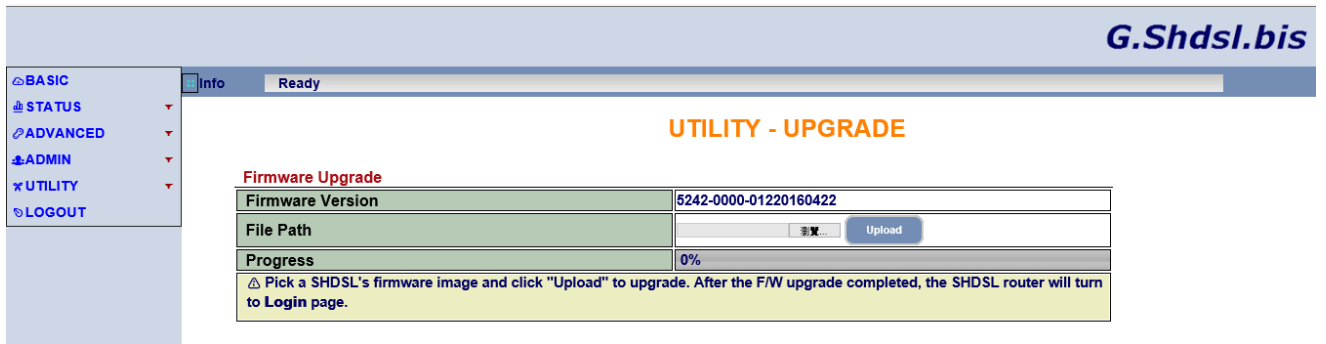 G.Shdsl.bis
BASIC
STATUS
ADVANCED
ADMIN
UTILITY
LOGOUT
Info Ready
UTILITY - UPGRADE
Firmware Upgrade
Firmware Version 5242-0000-01220160422
File Path Upload
Progress 0%
⚠ Pick a SHDSL's firmware image and click "Upload" to upgrade. After the F/W upgrade completed, the SHDSL router will turn
to Login page.